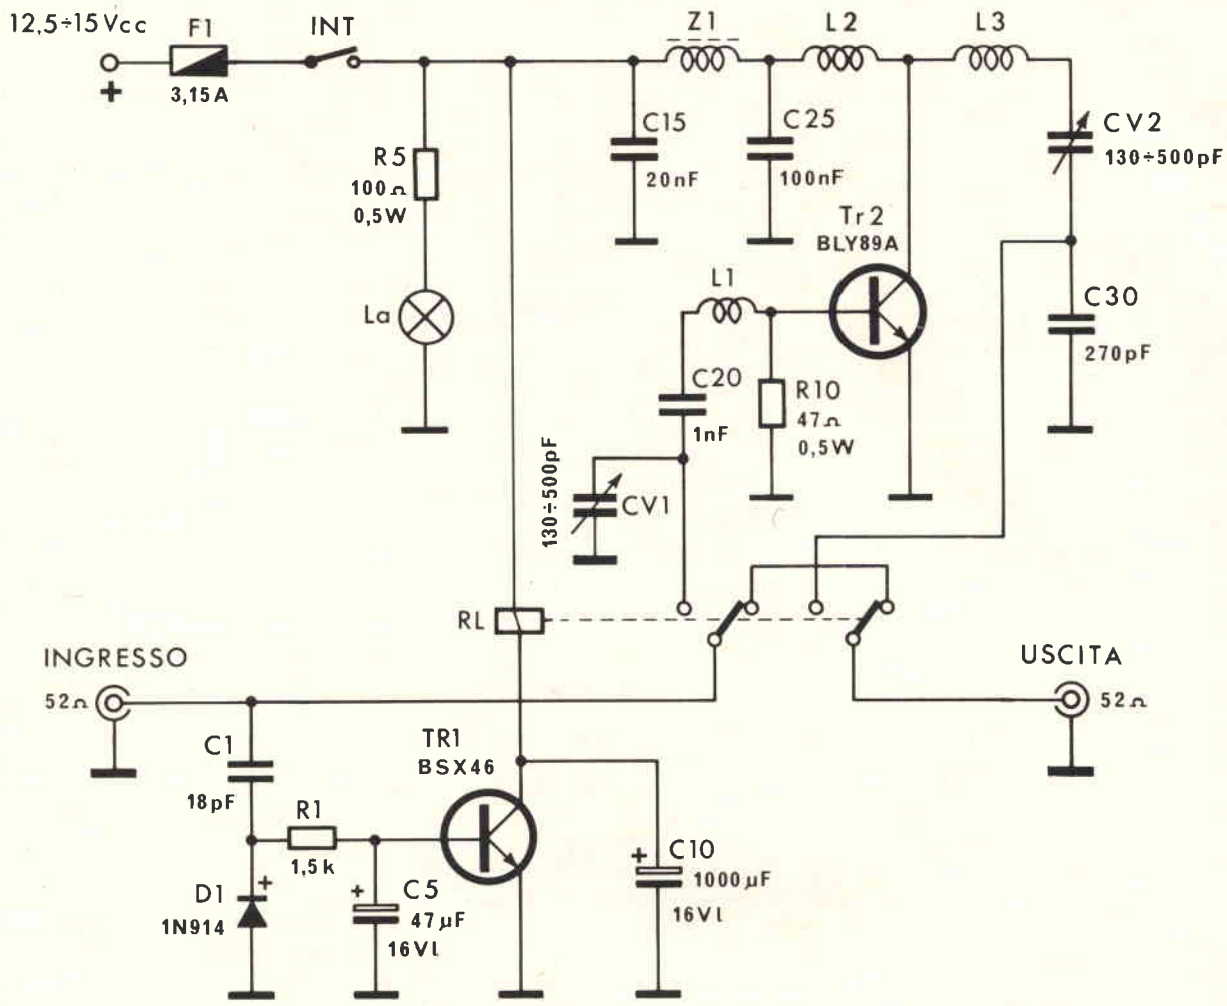 12,5÷15Vcc
F1
INT
Z1
L2
L3
+
3,15A
C15
20nF
C25
100nF
CV2
130÷500pF
R5
100Ω
0,5W
Tr2
BLY89A
L1
La
C30
270pF
C20
1nF
R10
47Ω
0,5W
130÷500pF
CV1
RL
INGRESSO
52Ω
USCITA
52Ω
C1
18pF
TR1
BSX46
R1
1,5k
C10
1000µF
16Vl
+
D1
1N914
+
C5
47µF
16Vl
+